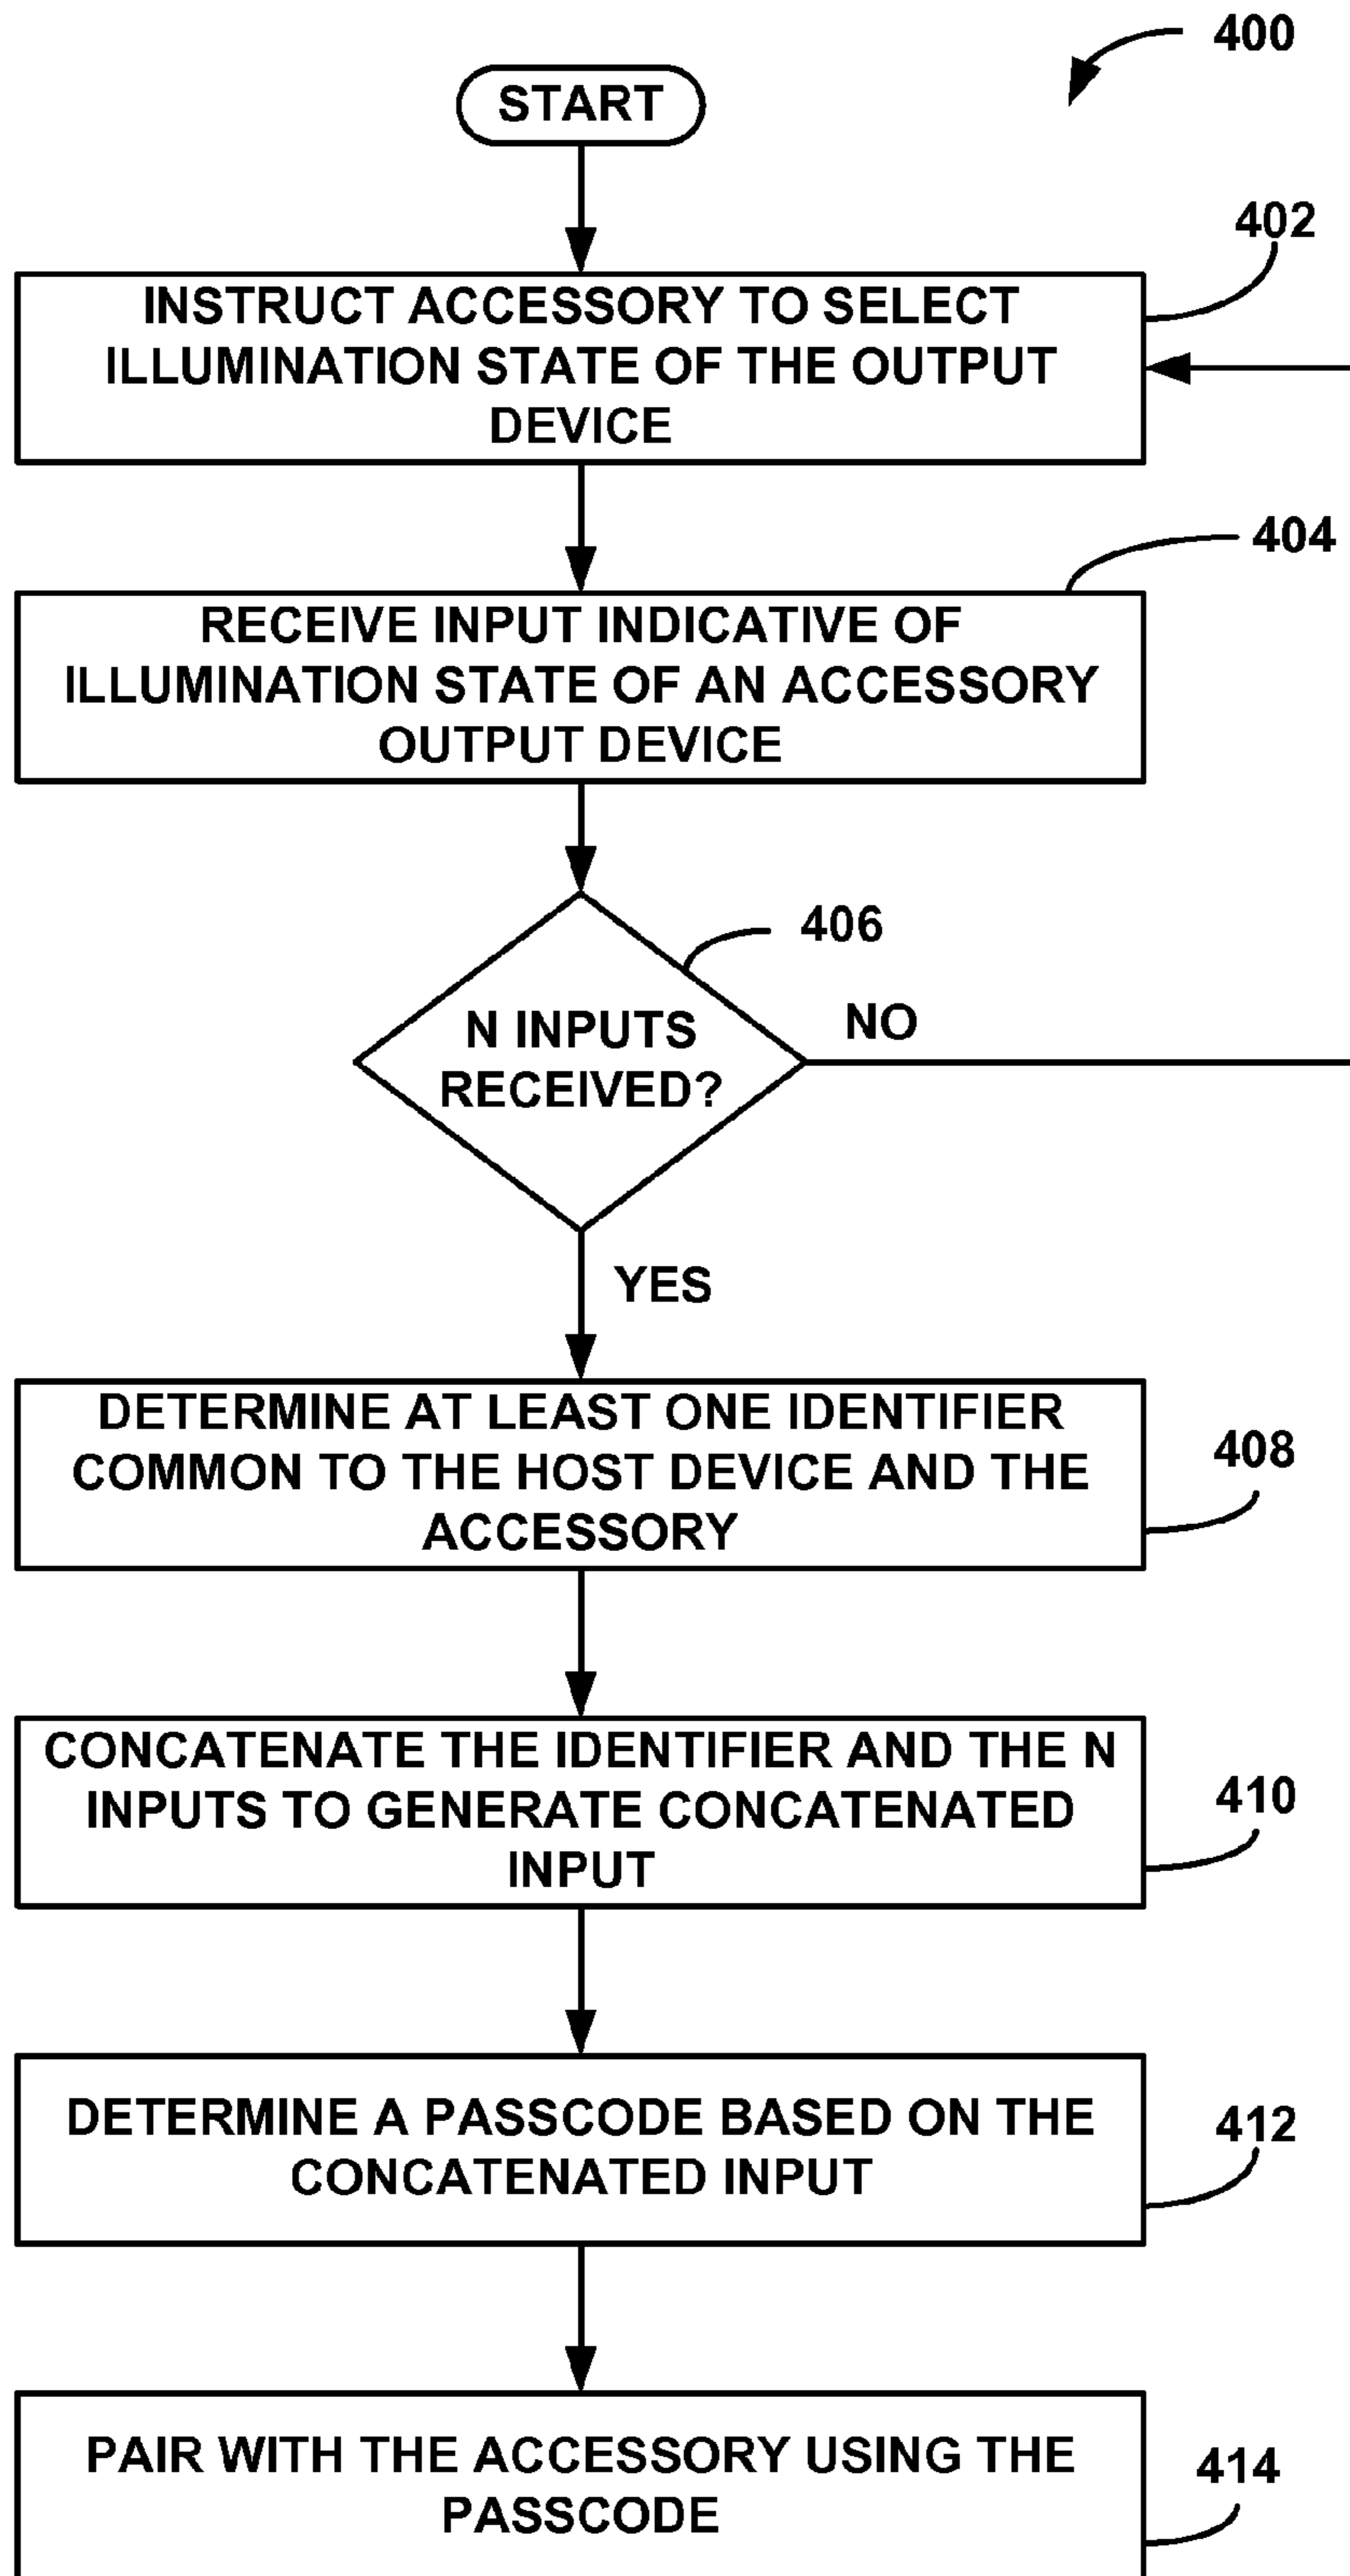 400
START
402
INSTRUCT ACCESSORY TO SELECT
ILLUMINATION STATE OF THE OUTPUT
DEVICE
404
RECEIVE INPUT INDICATIVE OF
ILLUMINATION STATE OF AN ACCESSORY
OUTPUT DEVICE
406
N INPUTS
RECEIVED?
NO
YES
DETERMINE AT LEAST ONE IDENTIFIER
COMMON TO THE HOST DEVICE AND THE
ACCESSORY
408
CONCATENATE THE IDENTIFIER AND THE N
INPUTS TO GENERATE CONCATENATED
INPUT
410
DETERMINE A PASSCODE BASED ON THE
CONCATENATED INPUT
412
PAIR WITH THE ACCESSORY USING THE
PASSCODE
414